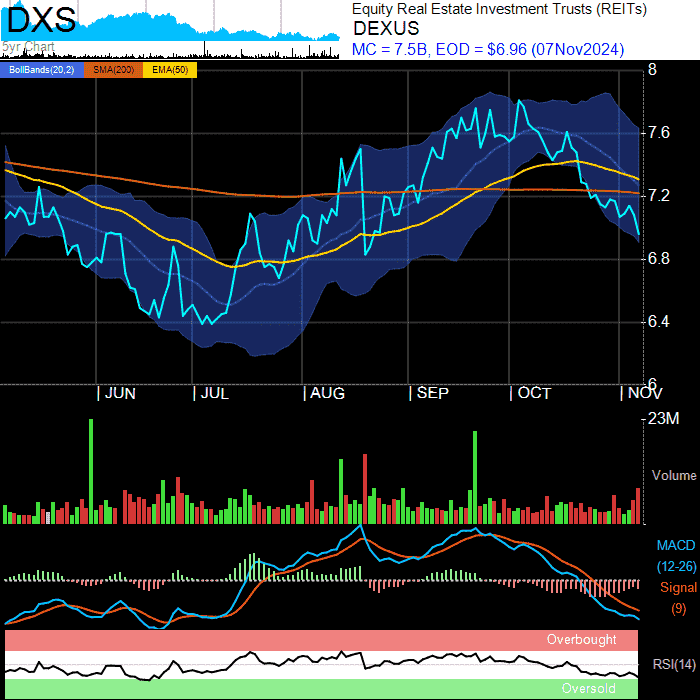 DXS
5yr Chart
Equity Real Estate Investment Trusts (REITs)
DEXUS
MC = 7.5B, EOD = $6.96 (07Nov2024)
BollBands(20,2) SMA(200) EMA(50)
8
7.6
7.2
6.8
6.4
6
JUN JUL AUG SEP OCT NOV
23M
Volume
MACD
(12-26)
Signal
(9)
Overbought
RSI(14)
Oversold